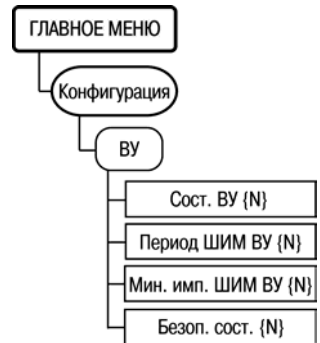 ГЛАВНОЕ МЕНЮ
Конфигурация
ВУ
Сост. ВУ {N}
Период ШИМ ВУ {N}
Мин. имп. ШИМ ВУ {N}
Безоп. сост. {N}